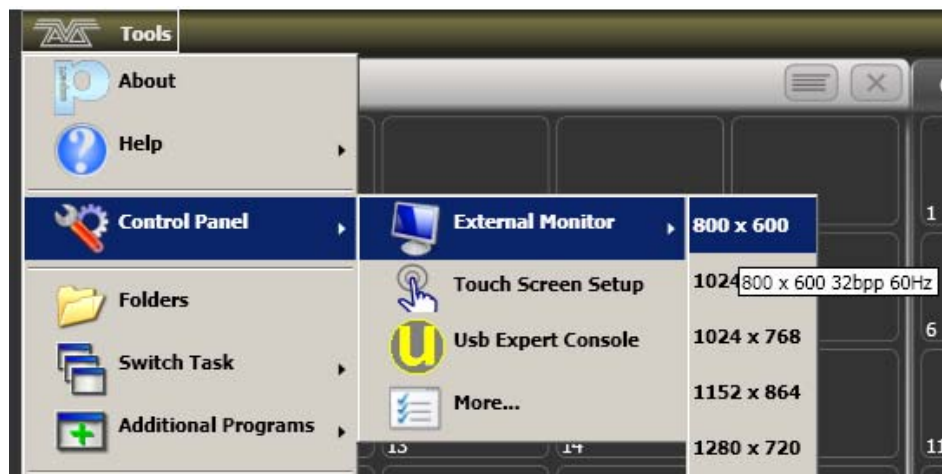 Tools
About
Help
Control Panel
External Monitor
800 x 600
1
Folders
Touch Screen Setup
1024
800 x 600 32bpp 60Hz
Switch Task
Usb Expert Console
1024 x 768
6
Additional Programs
More...
1152 x 864
13
14
1280 x 720
11